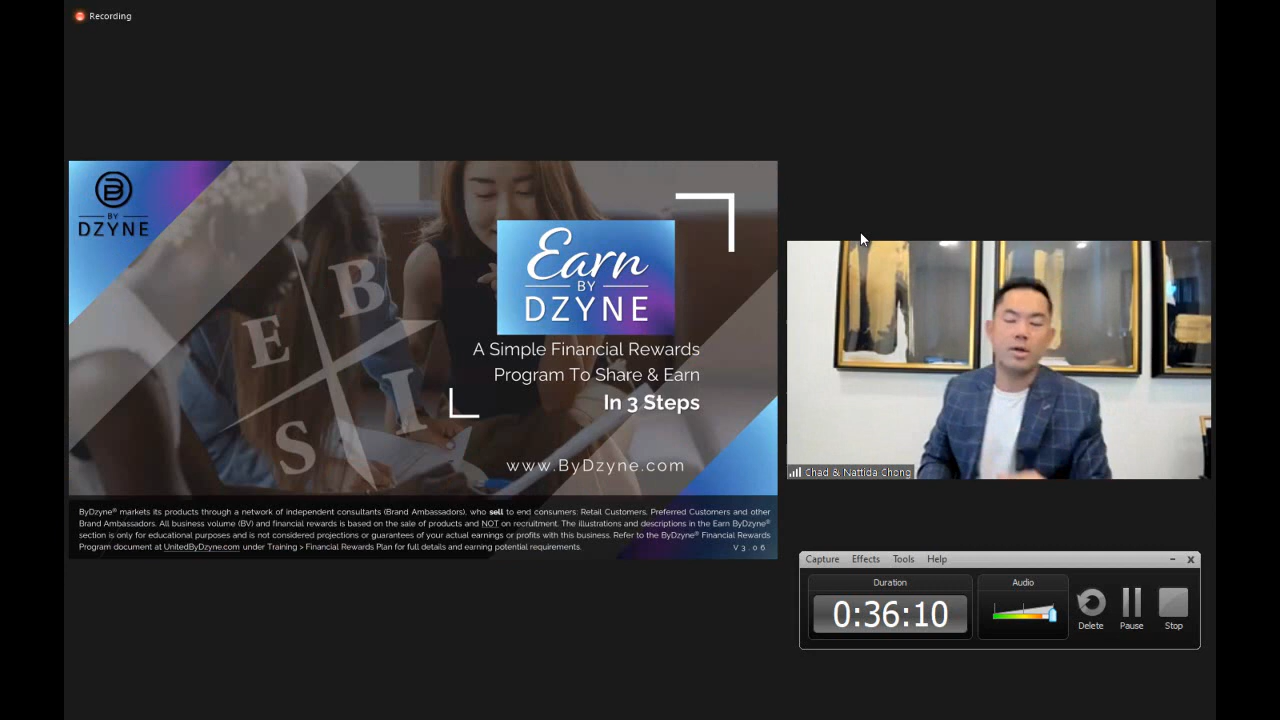 Recording
BY
DZYNE
E
B
S
I
Earn
BY
DZYNE
A Simple Financial Rewards
Program To Share & Earn
In 3 Steps
www.ByDzyne.com
ByDzyne® markets its products through a network of independent consultants (Brand Ambassadors), who sell to end consumers: Retail Customers, Preferred Customers and other
Brand Ambassadors. All business volume (BV) and financial rewards is based on the sale of products and NOT on recruitment. The illustrations and descriptions in the Earn ByDzyne®
section is only for educational purposes and is not considered projections or guarantees of your actual earnings or profits with this business. Refer to the ByDzyne® Financial Rewards
Program document at UnitedByDzyne.com under Training > Financial Rewards Plan for full details and earning potential requirements.
V 3 . 0 6
Chad & Nattida Chong
Capture Effects Tools Help
Duration
0:36:10
Audio
Delete
Pause
Stop